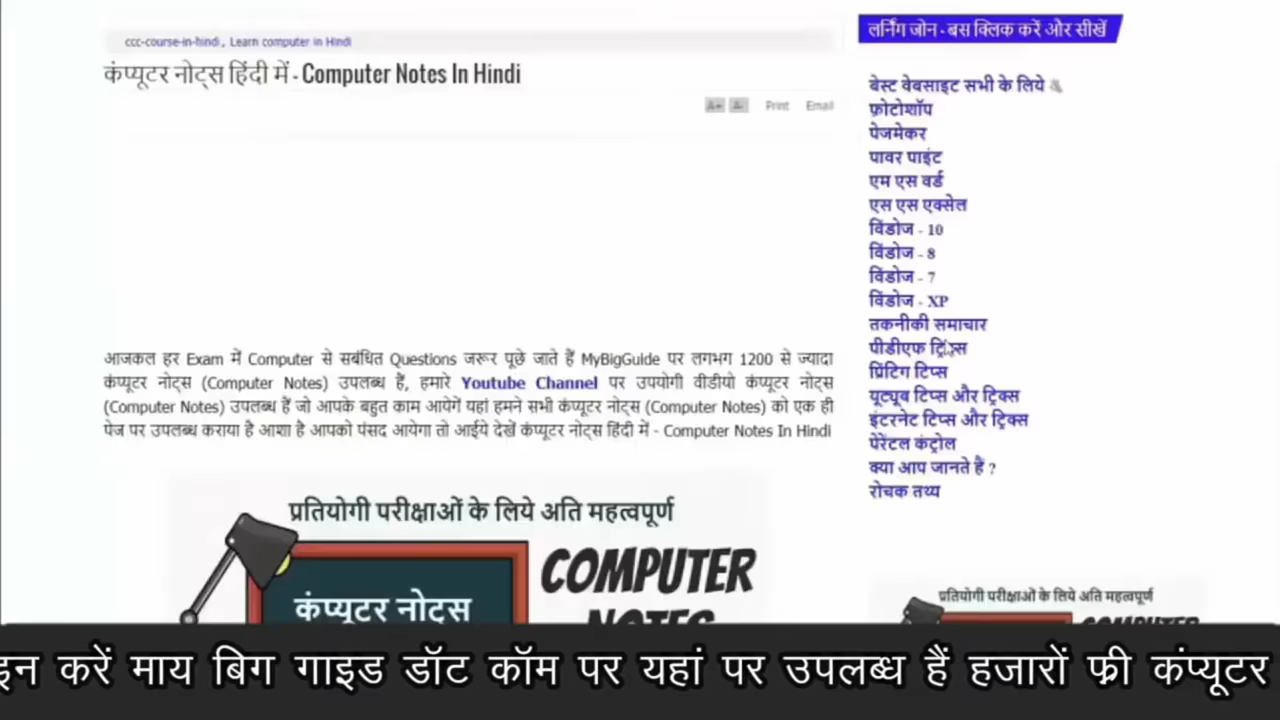 ccc-course-in-hindi , Learn computer in Hindi
कंप्यूटर नोट्स हिंदी में - Computer Notes In Hindi
A+ A- Print Email
आजकल हर Exam में Computer से सबंधित Questions जरूर पूछे जाते हैं MyBigGuide पर लगभग 1200 से ज्यादा
कंप्यूटर नोट्स (Computer Notes) उपलब्ध हैं, हमारे Youtube Channel पर उपयोगी वीडीयो कंप्यूटर नोट्स
(Computer Notes) उपलब्ध हैं जो आपके बहुत काम आयेगें यहां हमने सभी कंप्यूटर नोट्स (Computer Notes) को एक ही
पेज पर उपलब्ध कराया है आशा है आपको पंसद आयेगा तो आईये देखें कंप्यूटर नोट्स हिंदी में - Computer Notes In Hindi
प्रतियोगी परीक्षाओं के लिये अति महत्वपूर्ण
कंप्यूटर नोट्स
COMPUTER
NOTES
लर्निंग जोन - बस क्लिक करें और सीखें
बेस्ट वेबसाइट सभी के लिये
फ़ोटोशॉप
पेजमेकर
पावर पाइंट
एम एस वर्ड
एस एस एक्सेल
विंडोज - 10
विंडोज - 8
विंडोज - 7
विंडोज - XP
तकनीकी समाचार
पीडीएफ ट्रिक्स
प्रिंटिग टिप्स
यूट्यूब टिप्स और ट्रिक्स
इंटरनेट टिप्स और ट्रिक्स
पेरेंटल कंट्रोल
क्या आप जानते हैं ?
रोचक तथ्य
प्रतियोगी परीक्षाओं के लिये अति महत्वपूर्ण
COMPUTER
इन करें माय बिग गाइड डॉट कॉम पर यहां पर उपलब्ध हैं हजारों फ्री कंप्यूटर